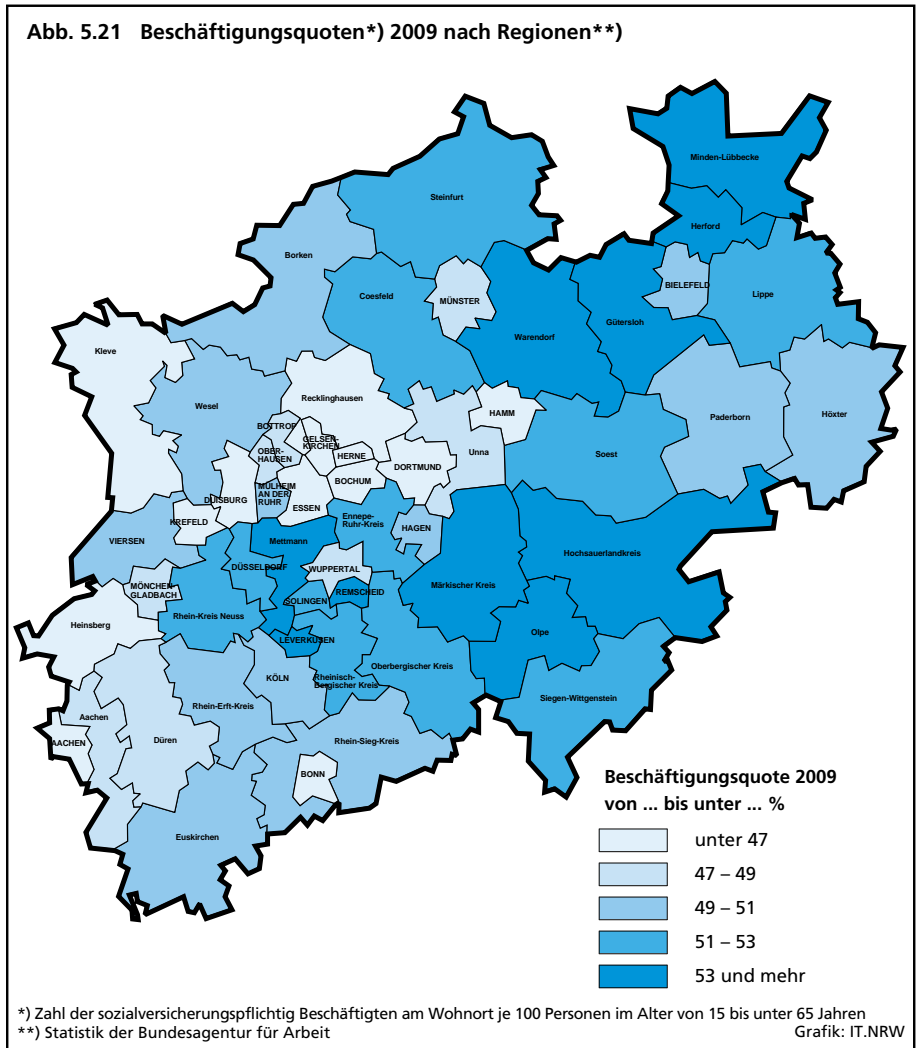 Abb. 5.21 Beschäftigungsquoten*) 2009 nach Regionen**)
Minden-Lübbecke
Steinfurt
Herford
Borken
BIELEFELD
Lippe
Coesfeld
MÜNSTER
Gütersloh
Warendorf
Kleve
Recklinghausen
Wesel
HAMM
Paderborn
Höxter
BOTTROP
GELSEN-
KIRCHEN
OBER-
HAUSEN
HERNE
Unna
Soest
DORTMUND
BOCHUM
MÜLHEIM
AN DER
RUHR
DUISBURG
ESSEN
KREFELD
Ennepe-
Ruhr-Kreis
HAGEN
VIERSEN
Mettmann
Hochsauerlandkreis
DÜSSELDORF
WUPPERTAL
MÖNCHEN-
GLADBACH
Märkischer Kreis
REMSCHEID
SOLINGEN
Rhein-Kreis Neuss
Heinsberg
Olpe
LEVERKUSEN
Oberbergischer Kreis
KÖLN
Rheinisch-
Bergischer Kreis
Siegen-Wittgenstein
Rhein-Erft-Kreis
Aachen
AACHEN
Düren
Rhein-Sieg-Kreis
BONN
Euskirchen
Beschäftigungsquote 2009
von ... bis unter ... %
unter 47
47 – 49
49 – 51
51 – 53
53 und mehr
*) Zahl der sozialversicherungspflichtig Beschäftigten am Wohnort je 100 Personen im Alter von 15 bis unter 65 Jahren
**) Statistik der Bundesagentur für Arbeit
Grafik: IT.NRW